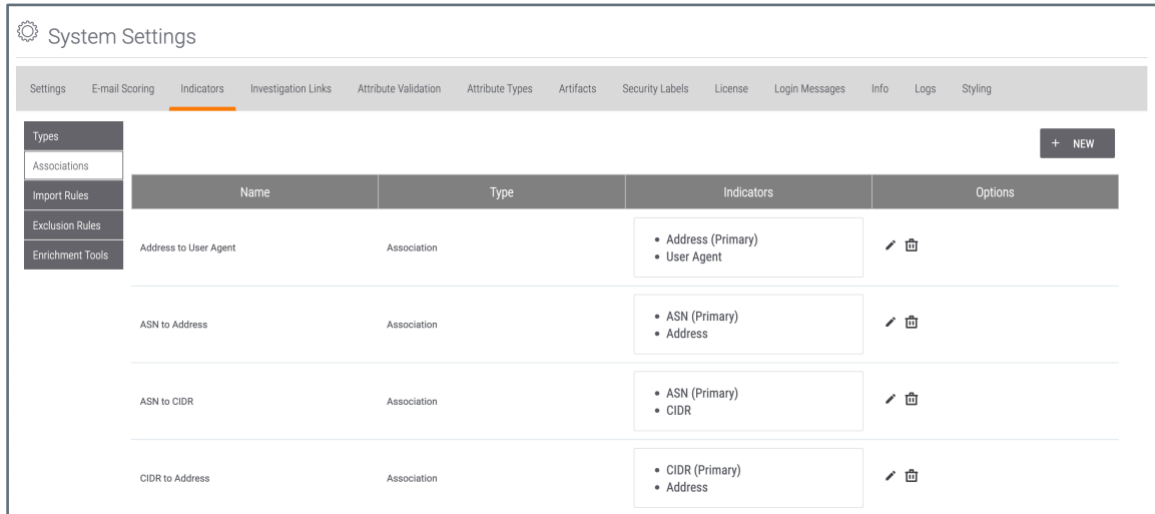 System Settings
Settings E-mail Scoring Indicators Investigation Links Attribute Validation Attribute Types Artifacts Security Labels License Login Messages Info Logs Styling
Types
Associations
Import Rules
Exclusion Rules
Enrichment Tools
+ NEW
Name Type Indicators Options
Address to User Agent Association
• Address (Primary)
• User Agent
ASN to Address Association
• ASN (Primary)
• Address
ASN to CIDR Association
• ASN (Primary)
• CIDR
CIDR to Address Association
• CIDR (Primary)
• Address